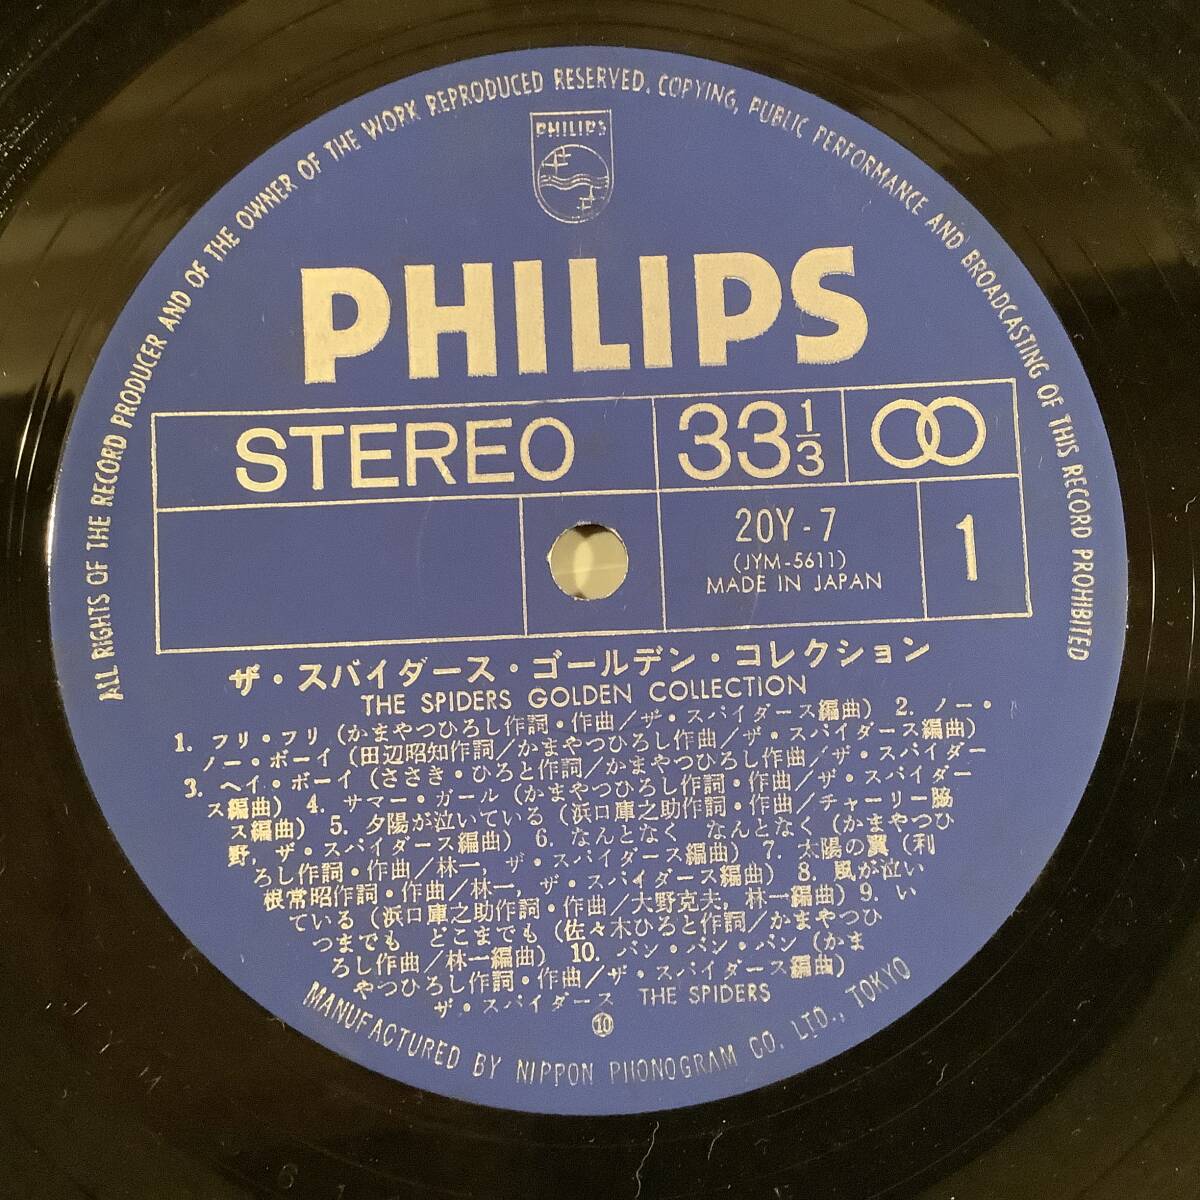 ALL RIGHTS OF THE RECORD PRODUCER AND OF THE OWNER OF THE WORK REPRODUCED RESERVED. COPYING, PUBLIC PERFORMANCE AND BROADCASTING OF THIS RECORD PROHIBITED
PHILIPS
PHILIPS
STEREO 33 1/3
20Y-7 1
(JYM-5611)
MADE IN JAPAN
ザ・スパイダース・ゴールデン・コレクション
THE SPIDERS GOLDEN COLLECTION
1. フリ・フリ (かまやつひろし作詞・作曲/ザ・スパイダース編曲) 2. ノー・
ノー・ボーイ (田辺昭知作詞/かまやつひろし作曲/ザ・スパイダース編曲)
3. ヘイ・ボーイ (ささき・ひろと作詞/かまやつひろし作曲/ザ・スパイダー
ス編曲) 4. サマー・ガール (かまやつひろし作詞・作曲/ザ・スパイダー
ス編曲) 5. 夕陽が泣いている (浜口庫之助作詞・作曲/チャーリー脇
野, ザ・スパイダース編曲) 6. なんとなく なんとなく (かまやつひ
ろし作詞・作曲/林一, ザ・スパイダース編曲) 7. 太陽の翼 (利
根常昭作詞・作曲/林一, ザ・スパイダース編曲) 8. 風が泣い
ている (浜口庫之助作詞・作曲/大野克夫, 林一編曲) 9. い
つまでも どこまでも (佐々木ひろと作詞/かまやつひ
ろし作曲/林一編曲) 10. バン・バン・バン (かま
やつひろし作詞・作曲/ザ・スパイダース編曲)
ザ・スパイダース THE SPIDERS
⑩
MANUFACTURED BY NIPPON PHONOGRAM CO. LTD., TOKYO